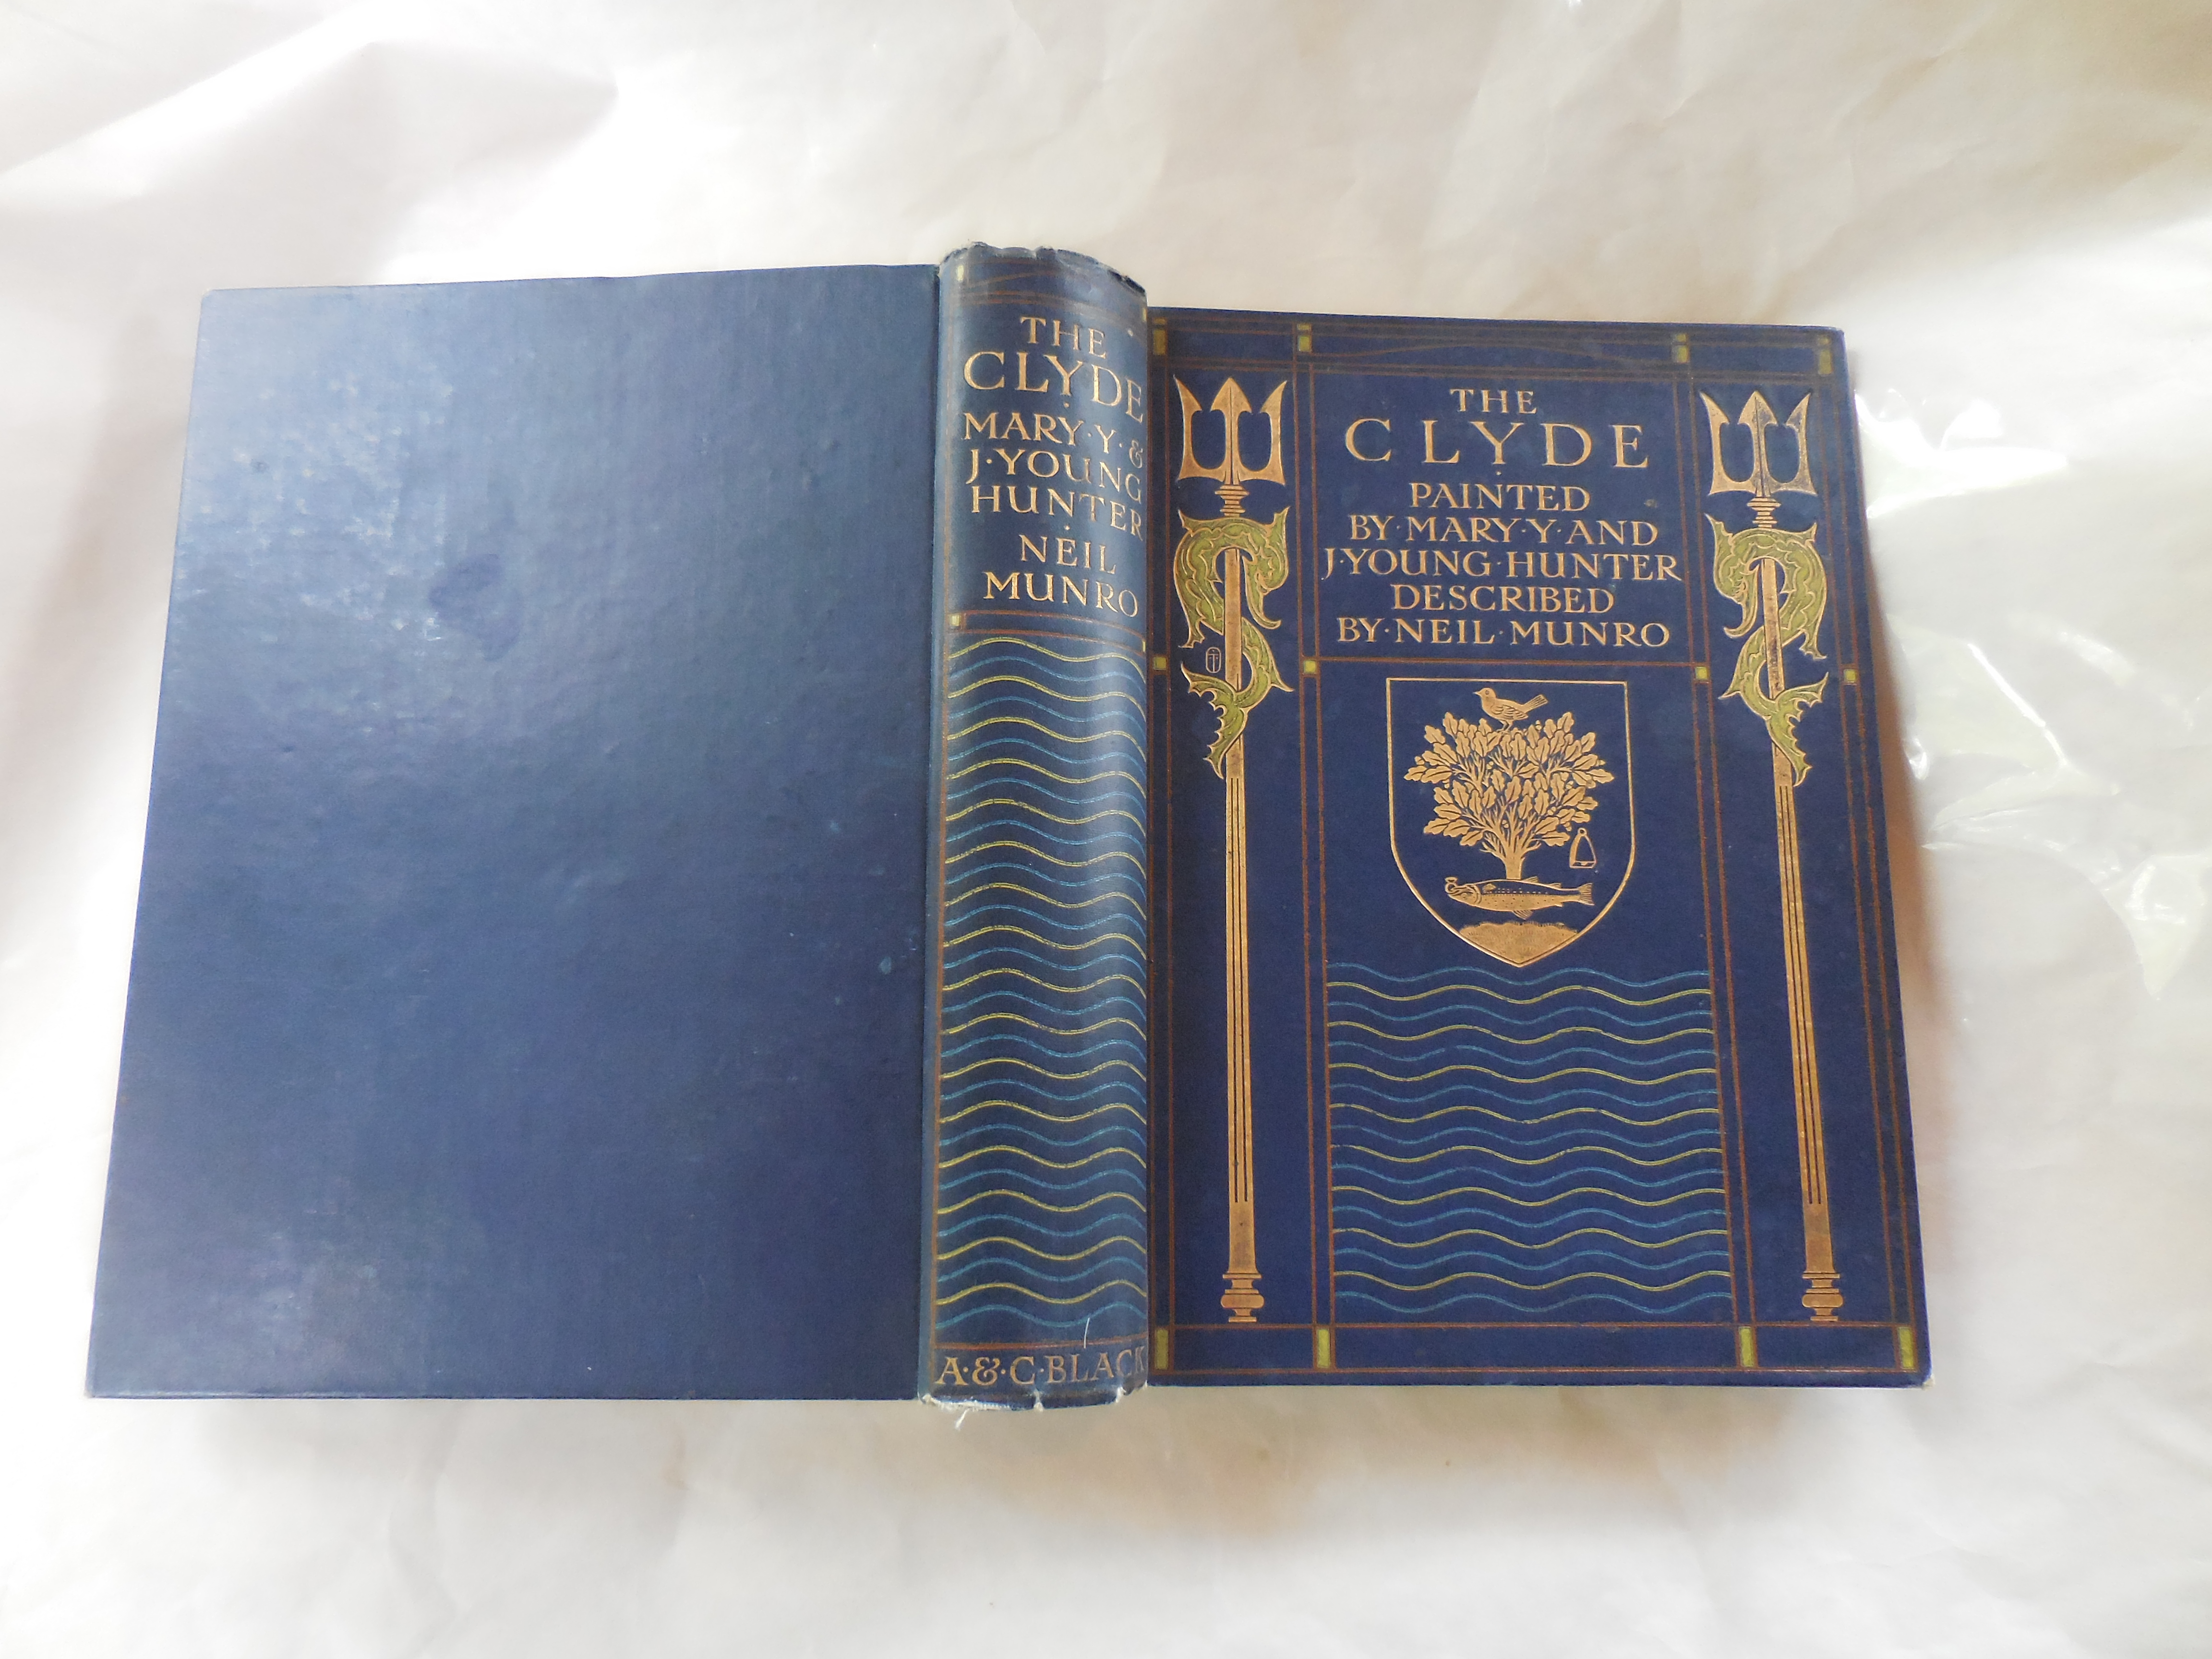 THE
CLYDE
MARY·Y·&
J·YOUNG
HUNTER
NEIL
MUNRO
A·&·C·BLACK
THE
CLYDE
PAINTED
BY·MARY·Y·AND
J·YOUNG·HUNTER
DESCRIBED
BY·NEIL·MUNRO